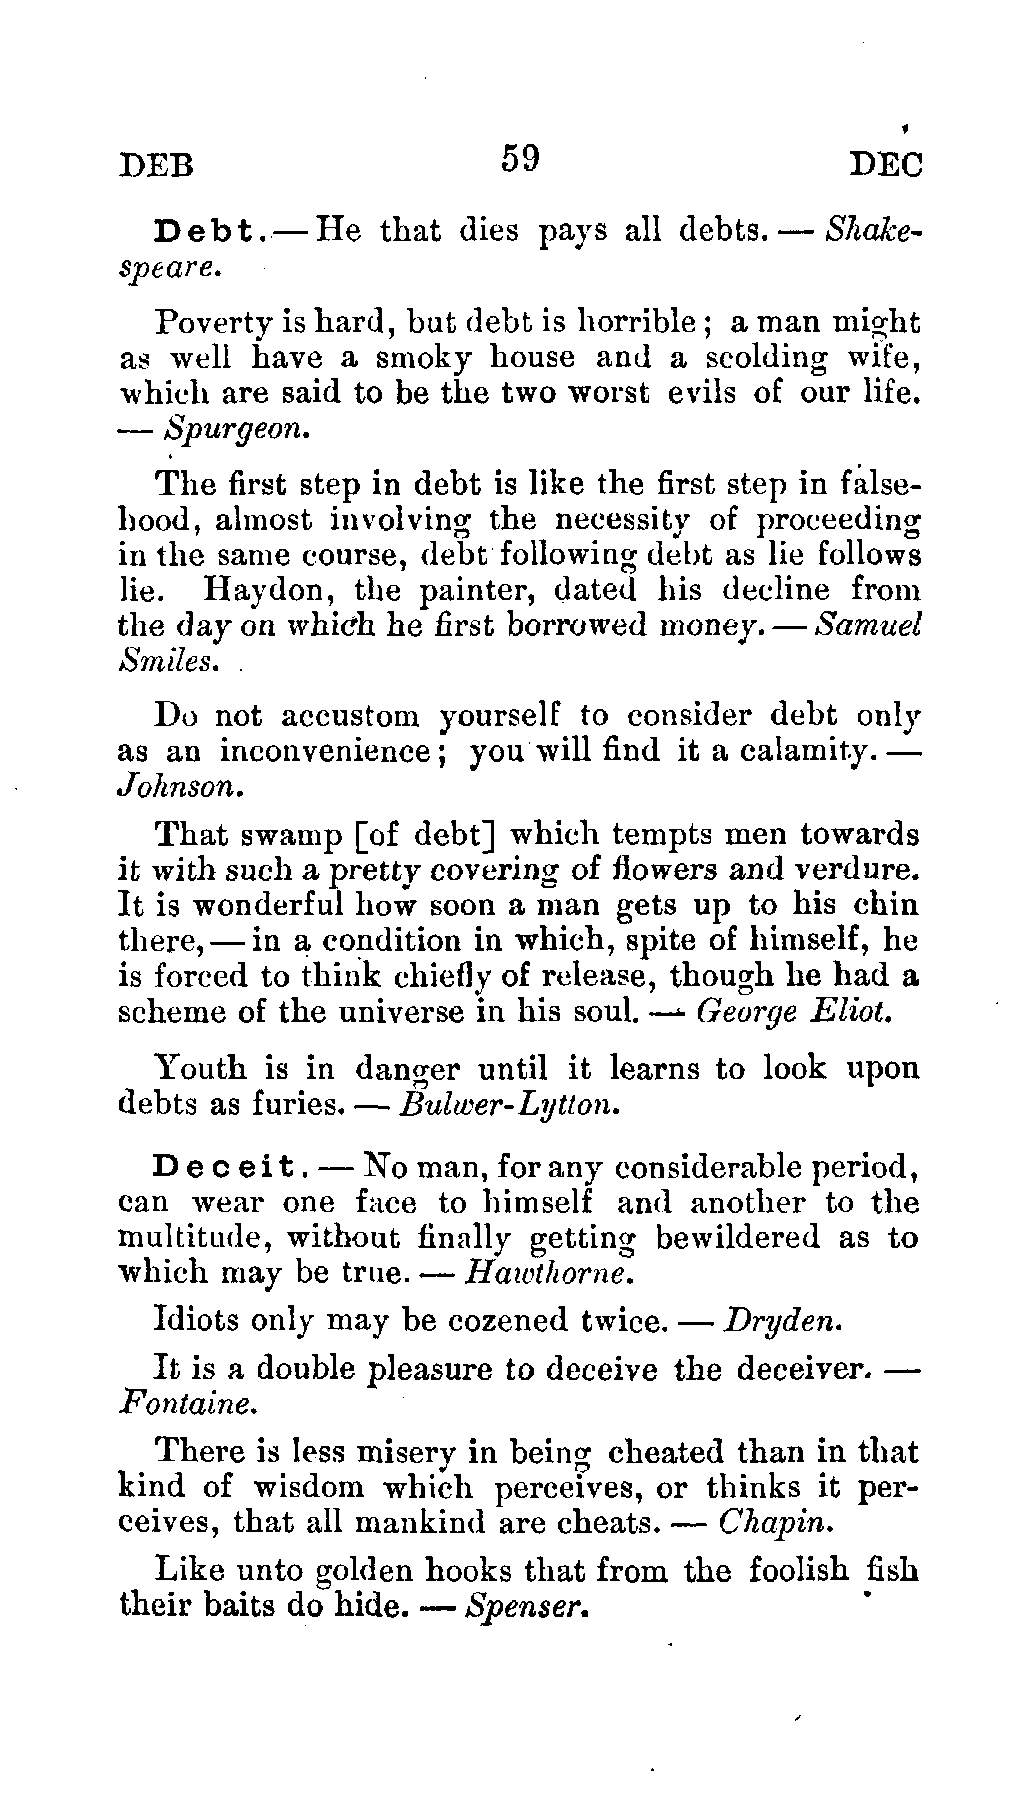 DEB 59 DEC
Debt.— He that dies pays all debts. — Shake-
speare.
Poverty is hard, but debt is horrible; a man might
as well have a smoky house and a scolding wife,
which are said to be the two worst evils of our life.
— Spurgeon.
The first step in debt is like the first step in false-
hood, almost involving the necessity of proceeding
in the same course, debt following debt as lie follows
lie. Haydon, the painter, dated his decline from
the day on which he first borrowed money. — Samuel
Smiles.
Do not accustom yourself to consider debt only
as an inconvenience; you will find it a calamity. —
Johnson.
That swamp [of debt] which tempts men towards
it with such a pretty covering of flowers and verdure.
It is wonderful how soon a man gets up to his chin
there, — in a condition in which, spite of himself, he
is forced to think chiefly of release, though he had a
scheme of the universe in his soul. — George Eliot.
Youth is in danger until it learns to look upon
debts as furies. — Bulwer-Lytton.
Deceit. — No man, for any considerable period,
can wear one face to himself and another to the
multitude, without finally getting bewildered as to
which may be true. — Hawthorne.
Idiots only may be cozened twice. — Dryden.
It is a double pleasure to deceive the deceiver. —
Fontaine.
There is less misery in being cheated than in that
kind of wisdom which perceives, or thinks it per-
ceives, that all mankind are cheats. — Chapin.
Like unto golden hooks that from the foolish fish
their baits do hide. — Spenser.